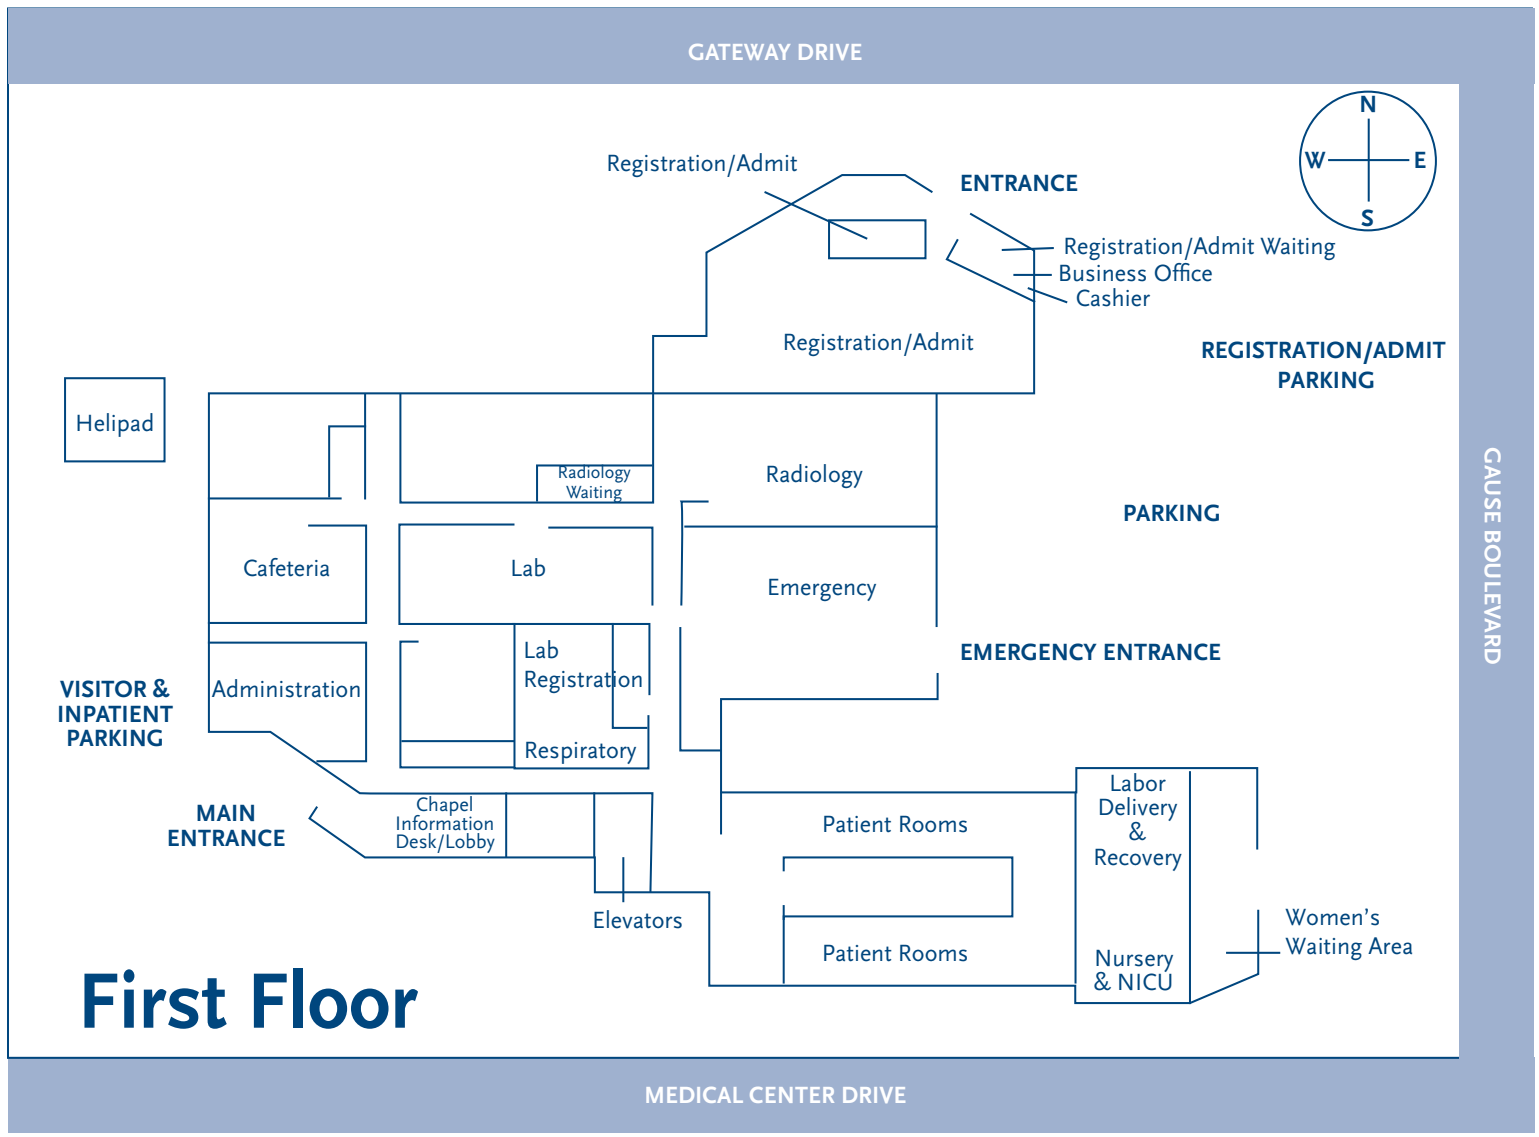 GATEWAY DRIVE
N
W
E
S
Registration/Admit
ENTRANCE
Registration/Admit Waiting
Business Office
Cashier
Registration/Admit
REGISTRATION/ADMIT
PARKING
Helipad
Radiology
Waiting
Radiology
GAUSE BOULEVARD
PARKING
Cafeteria
Lab
Emergency
Lab
Registration
EMERGENCY ENTRANCE
VISITOR &
INPATIENT
PARKING
Administration
Respiratory
MAIN
ENTRANCE
Chapel
Information
Desk/Lobby
Patient Rooms
Labor
Delivery
&
Recovery
Elevators
Women's
Waiting Area
Patient Rooms
Nursery
& NICU
First Floor
MEDICAL CENTER DRIVE